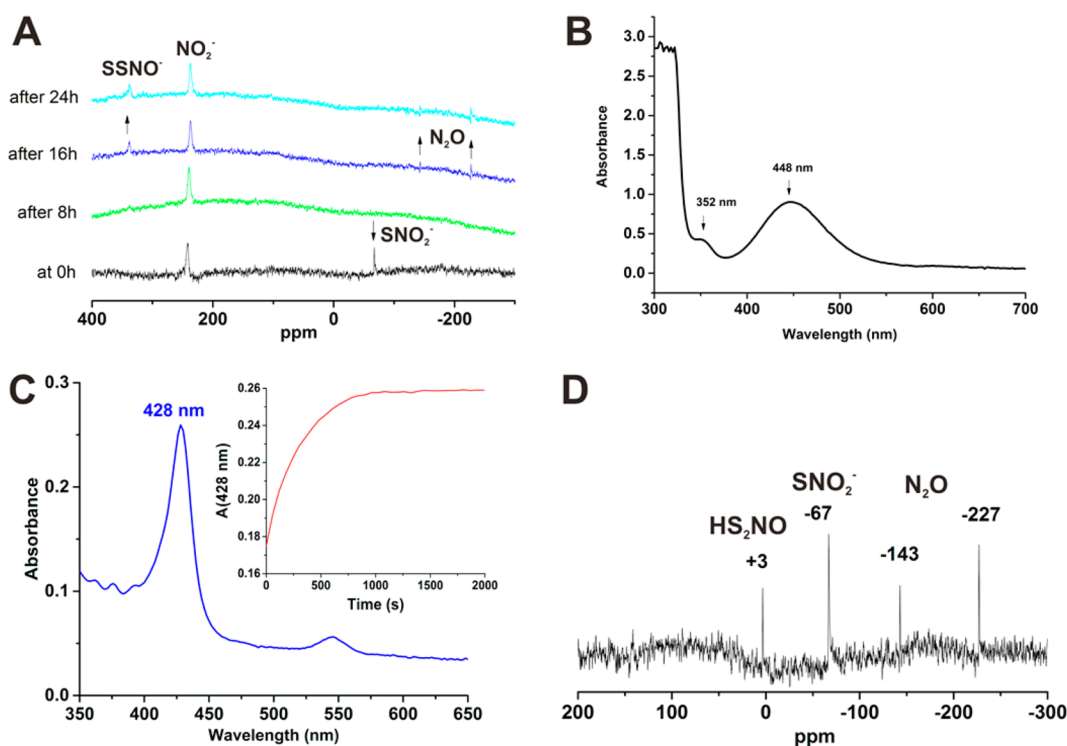 A
SSNO⁻
NO₂⁻
after 24h
N₂O
after 16h
after 8h
SNO₂⁻
at 0h
400 200 0 -200
ppm
B
3.0
2.5
2.0
1.5
1.0
0.5
0.0
Absorbance
448 nm
352 nm
300 400 500 600 700
Wavelength (nm)
C
0.3
0.2
0.1
0.0
Absorbance
428 nm
350 400 450 500 550 600 650
Wavelength (nm)
0.26
0.24
0.22
0.20
0.18
0.16
A(428 nm)
0 500 1000 1500 2000
Time (s)
D
SNO₂⁻
N₂O
-67
-227
HS₂NO
+3
-143
200 100 0 -100 -200 -300
ppm